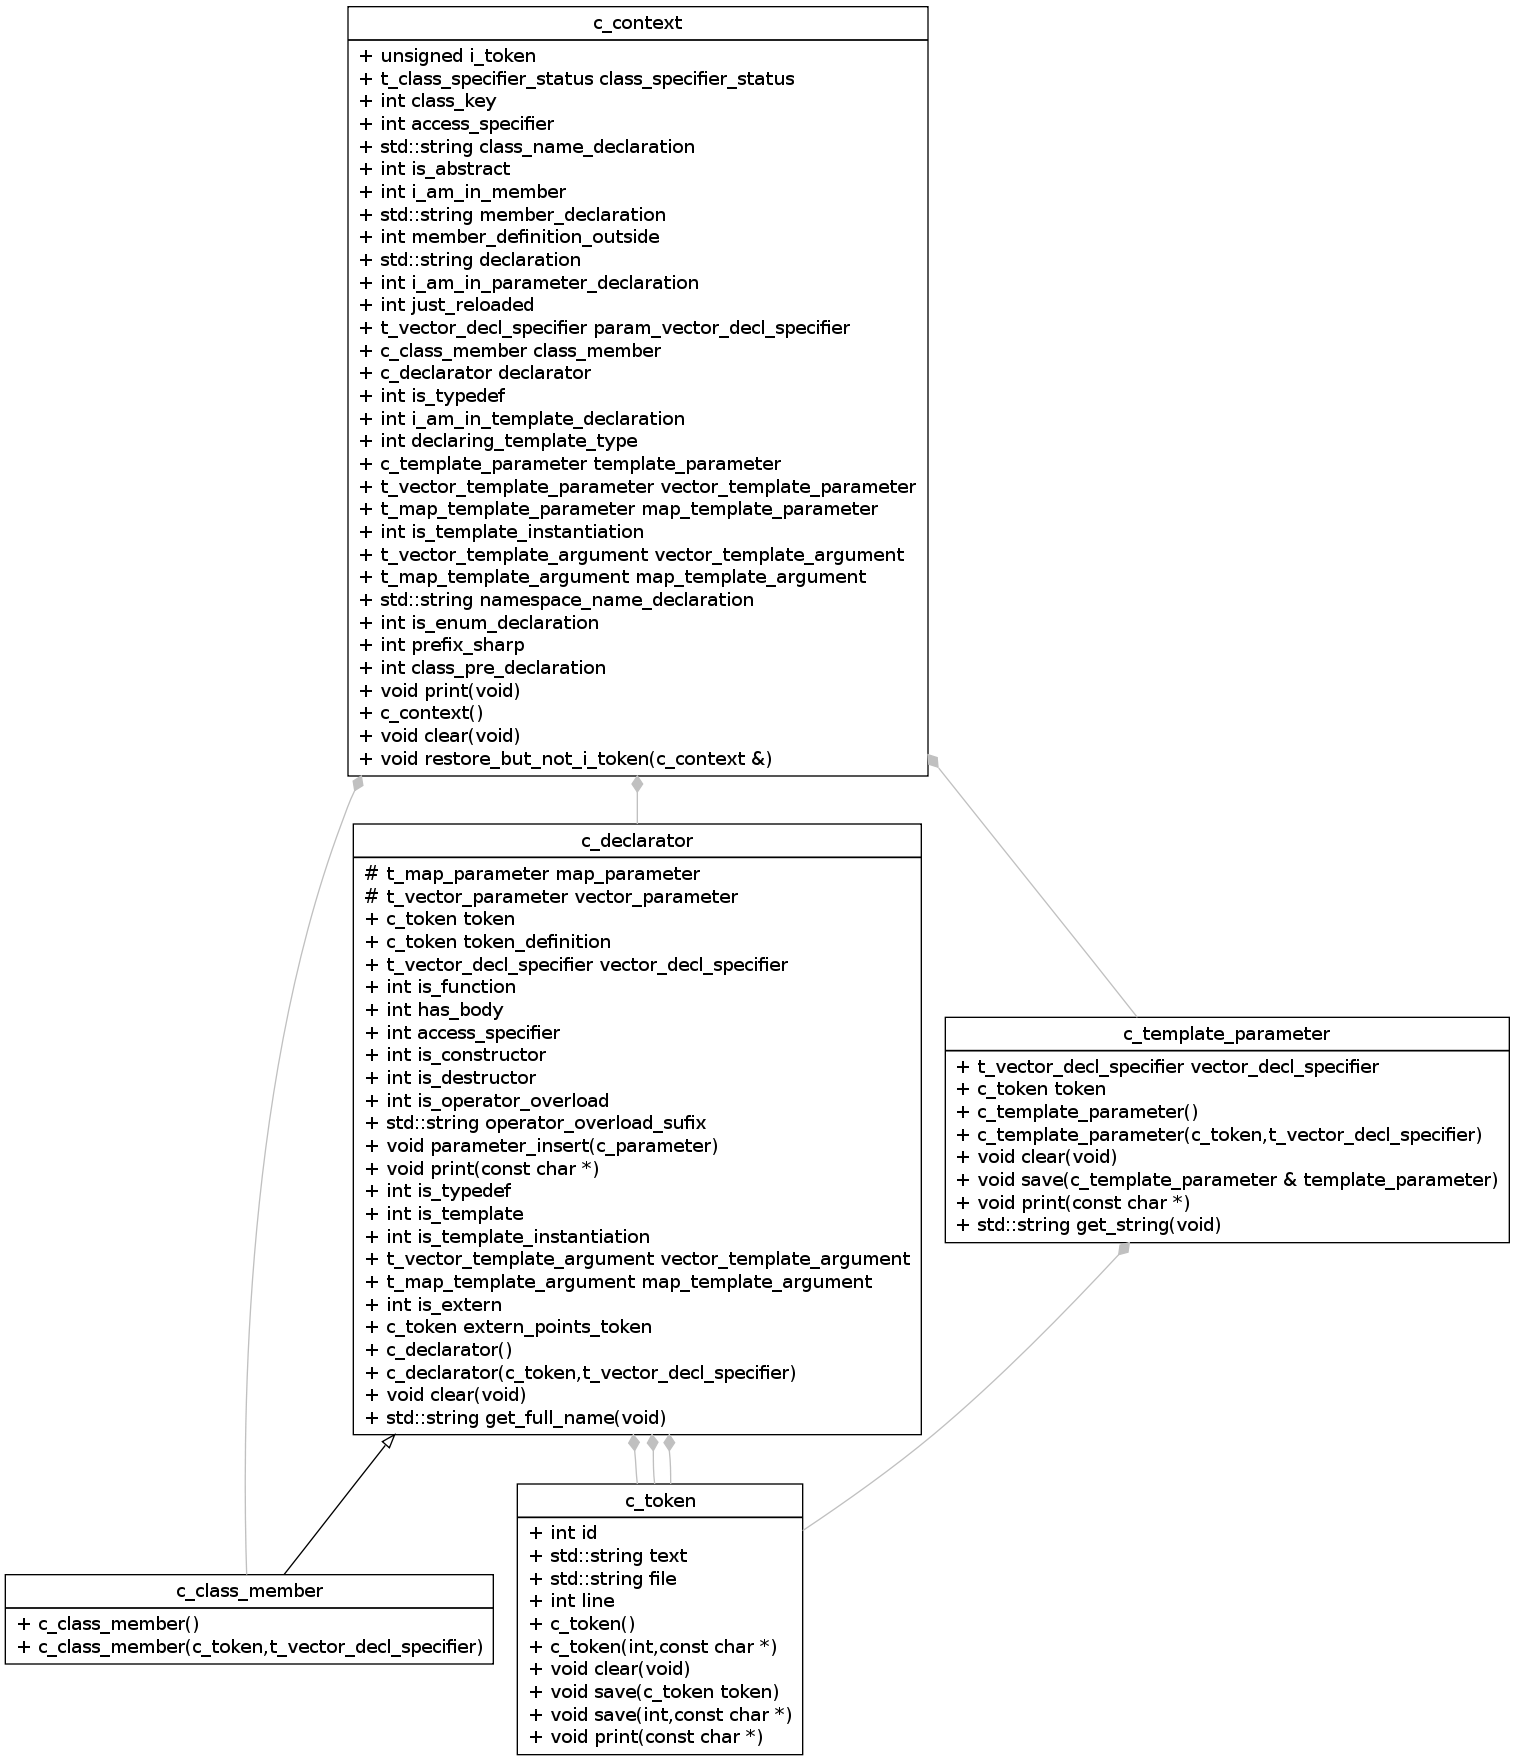 c_context
+ unsigned i_token
+ t_class_specifier_status class_specifier_status
+ int class_key
+ int access_specifier
+ std::string class_name_declaration
+ int is_abstract
+ int i_am_in_member
+ std::string member_declaration
+ int member_definition_outside
+ std::string declaration
+ int i_am_in_parameter_declaration
+ int just_reloaded
+ t_vector_decl_specifier param_vector_decl_specifier
+ c_class_member class_member
+ c_declarator declarator
+ int is_typedef
+ int i_am_in_template_declaration
+ int declaring_template_type
+ c_template_parameter template_parameter
+ t_vector_template_parameter vector_template_parameter
+ t_map_template_parameter map_template_parameter
+ int is_template_instantiation
+ t_vector_template_argument vector_template_argument
+ t_map_template_argument map_template_argument
+ std::string namespace_name_declaration
+ int is_enum_declaration
+ int prefix_sharp
+ int class_pre_declaration
+ void print(void)
+ c_context()
+ void clear(void)
+ void restore_but_not_i_token(c_context &)
c_declarator
# t_map_parameter map_parameter
# t_vector_parameter vector_parameter
+ c_token token
+ c_token token_definition
+ t_vector_decl_specifier vector_decl_specifier
+ int is_function
+ int has_body
+ int access_specifier
+ int is_constructor
+ int is_destructor
+ int is_operator_overload
+ std::string operator_overload_sufix
+ void parameter_insert(c_parameter)
+ void print(const char *)
+ int is_typedef
+ int is_template
+ int is_template_instantiation
+ t_vector_template_argument vector_template_argument
+ t_map_template_argument map_template_argument
+ int is_extern
+ c_token extern_points_token
+ c_declarator()
+ c_declarator(c_token,t_vector_decl_specifier)
+ void clear(void)
+ std::string get_full_name(void)
c_template_parameter
+ t_vector_decl_specifier vector_decl_specifier
+ c_token token
+ c_template_parameter()
+ c_template_parameter(c_token,t_vector_decl_specifier)
+ void clear(void)
+ void save(c_template_parameter & template_parameter)
+ void print(const char *)
+ std::string get_string(void)
c_token
+ int id
+ std::string text
+ std::string file
+ int line
+ c_token()
+ c_token(int,const char *)
+ void clear(void)
+ void save(c_token token)
+ void save(int,const char *)
+ void print(const char *)
c_class_member
+ c_class_member()
+ c_class_member(c_token,t_vector_decl_specifier)